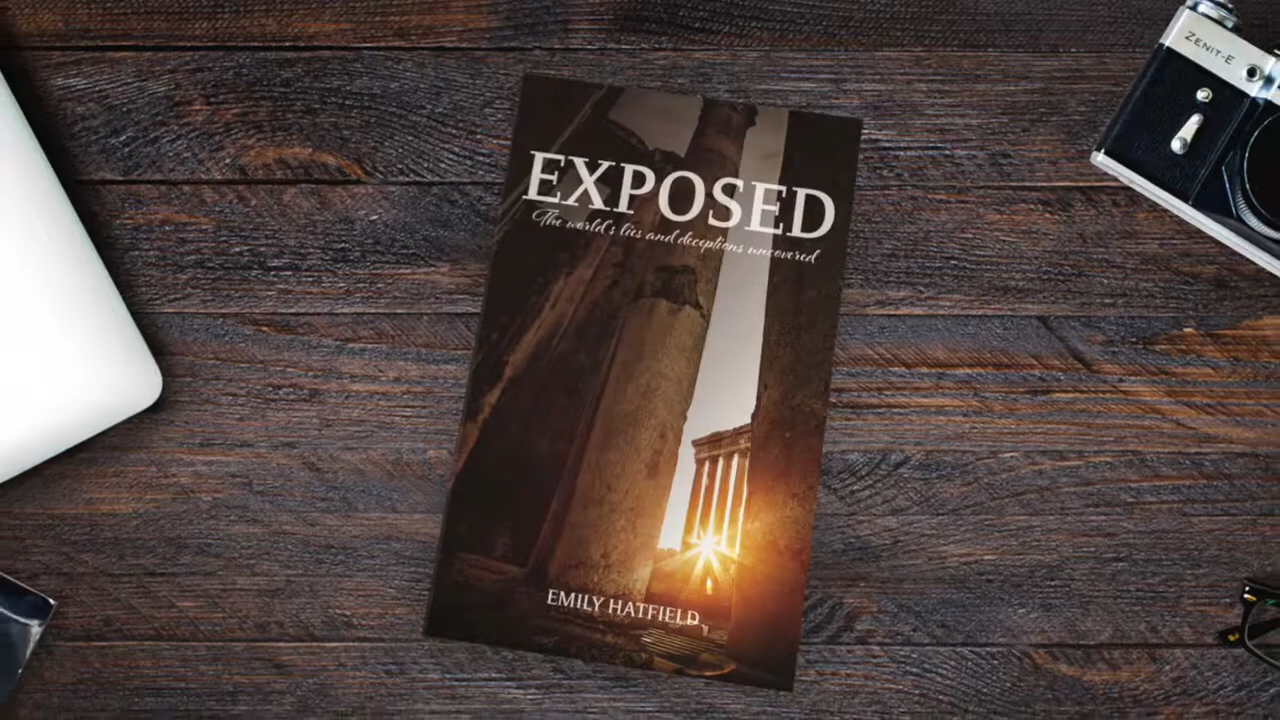 ZENIT-E
EXPOSED
The world's lies and deceptions uncovered
EMILY HATFIELD